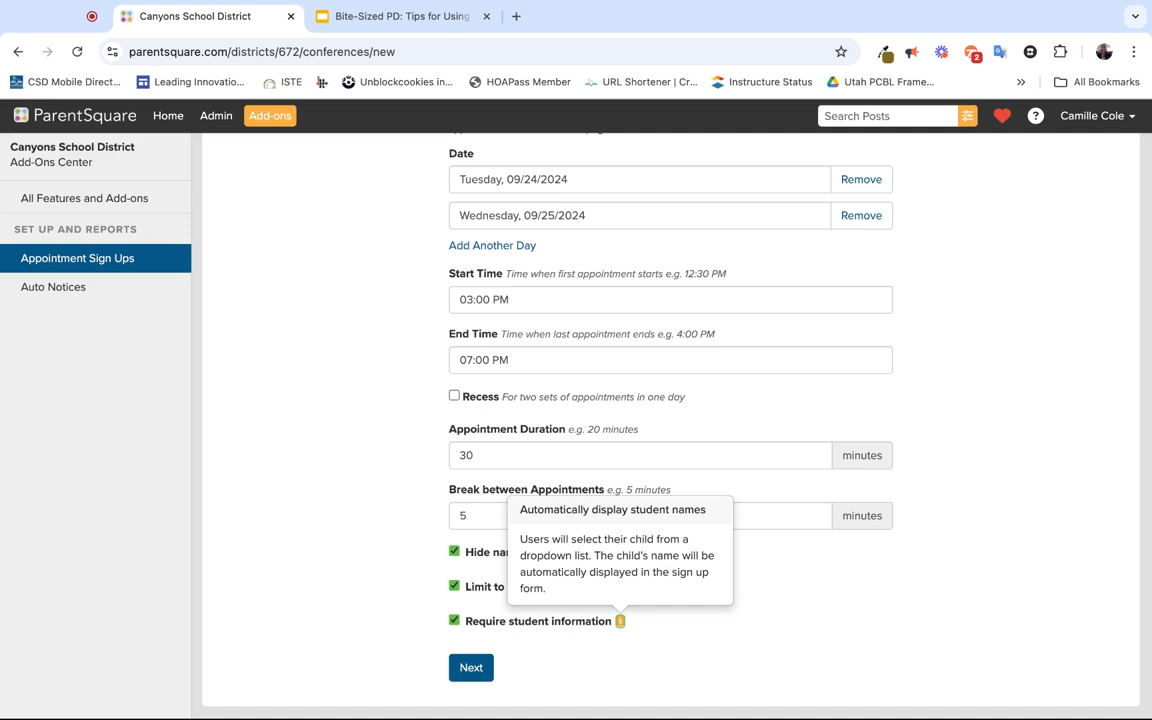 Canyons School District
Bite-Sized PD: Tips for Using
parentsquare.com/districts/672/conferences/new
2
CSD Mobile Direct...
Leading Innovatio...
ISTE
Unblockcookies in...
HOAPass Member
URL Shortener | Cr...
Instructure Status
Utah PCBL Frame...
»
All Bookmarks
ParentSquare
Home
Admin
Add-ons
Search Posts
?
Camille Cole
Canyons School District
Add-Ons Center
All Features and Add-ons
SET UP AND REPORTS
Appointment Sign Ups
Auto Notices
Date
Tuesday, 09/24/2024
Remove
Wednesday, 09/25/2024
Remove
Add Another Day
Start Time Time when first appointment starts e.g. 12:30 PM
03:00 PM
End Time Time when last appointment ends e.g. 4:00 PM
07:00 PM
Recess For two sets of appointments in one day
Appointment Duration e.g. 20 minutes
30
minutes
Break between Appointments e.g. 5 minutes
5
minutes
Automatically display student names
Users will select their child from a
dropdown list. The child's name will be
automatically displayed in the sign up
form.
Hide
Limit to
Require student information
Next